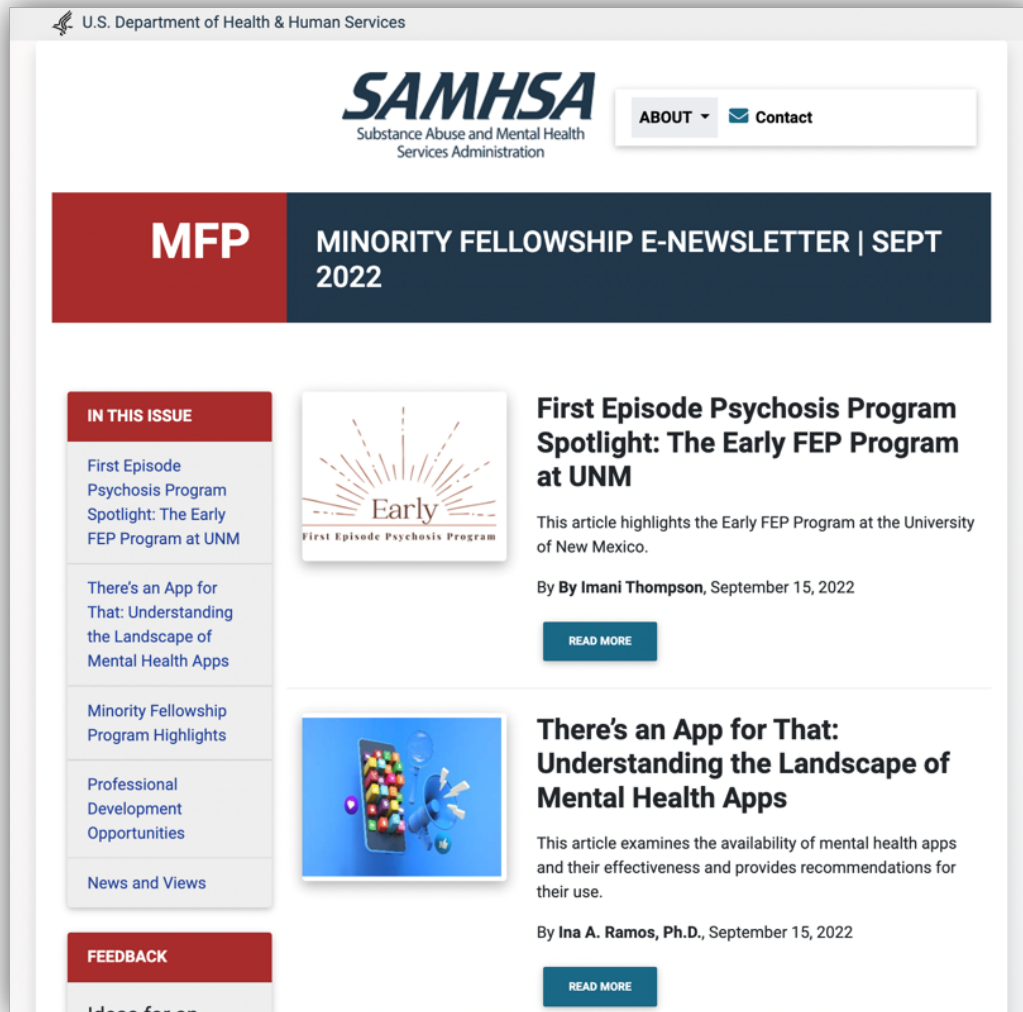 U.S. Department of Health & Human Services
SAMHSA
Substance Abuse and Mental Health
Services Administration
ABOUT
Contact
MFP
MINORITY FELLOWSHIP E-NEWSLETTER | SEPT
2022
IN THIS ISSUE
First Episode
Psychosis Program
Spotlight: The Early
FEP Program at UNM
There’s an App for
That: Understanding
the Landscape of
Mental Health Apps
Minority Fellowship
Program Highlights
Professional
Development
Opportunities
News and Views
FEEDBACK
Ideas for an
Early
First Episode Psychosis Program
First Episode Psychosis Program
Spotlight: The Early FEP Program
at UNM
This article highlights the Early FEP Program at the University
of New Mexico.
By By Imani Thompson, September 15, 2022
READ MORE
There’s an App for That:
Understanding the Landscape of
Mental Health Apps
This article examines the availability of mental health apps
and their effectiveness and provides recommendations for
their use.
By Ina A. Ramos, Ph.D., September 15, 2022
READ MORE